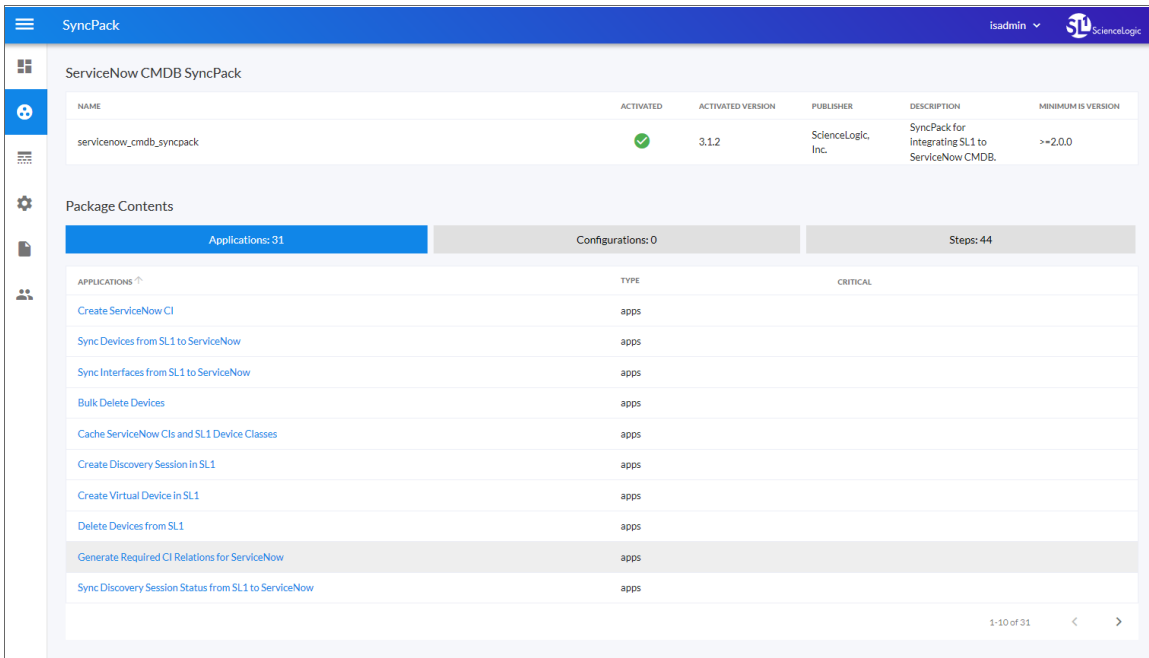 SyncPack
isadmin
SL1
ScienceLogic
ServiceNow CMDB SyncPack
NAME ACTIVATED ACTIVATED VERSION PUBLISHER DESCRIPTION MINIMUM IS VERSION
servicenow_cmdb_syncpack 3.1.2 ScienceLogic, Inc. SyncPack for integrating SL1 to ServiceNow CMDB. >=2.0.0
Package Contents
Applications: 31 Configurations: 0 Steps: 44
APPLICATIONS TYPE CRITICAL
Create ServiceNow CI apps
Sync Devices from SL1 to ServiceNow apps
Sync Interfaces from SL1 to ServiceNow apps
Bulk Delete Devices apps
Cache ServiceNow CIs and SL1 Device Classes apps
Create Discovery Session in SL1 apps
Create Virtual Device in SL1 apps
Delete Devices from SL1 apps
Generate Required CI Relations for ServiceNow apps
Sync Discovery Session Status from SL1 to ServiceNow apps
1-10 of 31